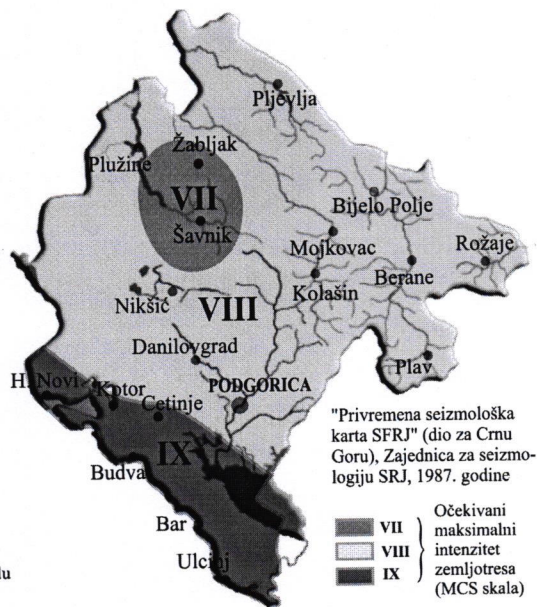 Pljevlja
Žabljak
Plužine
VII
Bijelo Polje
Šavnik
Mojkovac
Rožaje
Berane
Kolašin
Nikšić
VIII
Danilovgrad
Plav
PODGORICA
H. Novi
Kotor
Cetinje
IX
Budva
Bar
Ulcinj
"Privremena seizmološka
karta SFRJ" (dio za Crnu
Goru), Zajednica za seizmo-
logiju SRJ, 1987. godine
VII
VIII
IX
Očekivani
maksimalni
intenzitet
zemljotresa
(MCS skala)